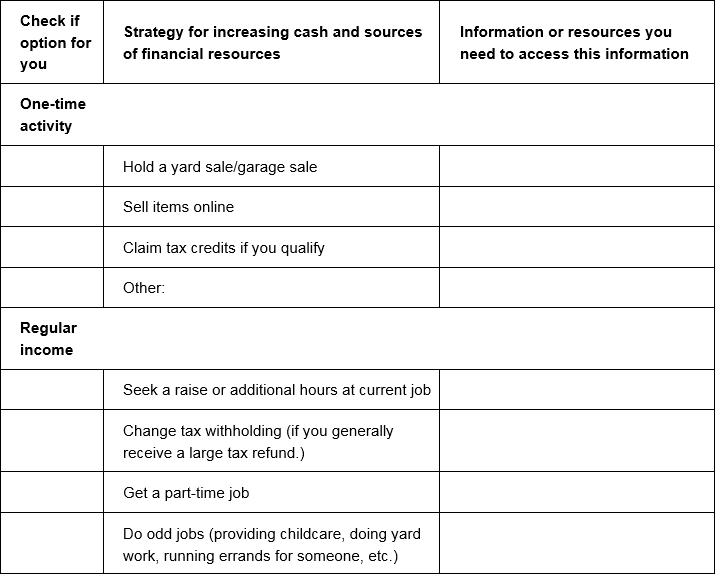 Check if
option for
you
Strategy for increasing cash and sources
of financial resources
Information or resources you
need to access this information
One-time
activity
Hold a yard sale/garage sale
Sell items online
Claim tax credits if you qualify
Other:
Regular
income
Seek a raise or additional hours at current job
Change tax withholding (if you generally
receive a large tax refund.)
Get a part-time job
Do odd jobs (providing childcare, doing yard
work, running errands for someone, etc.)